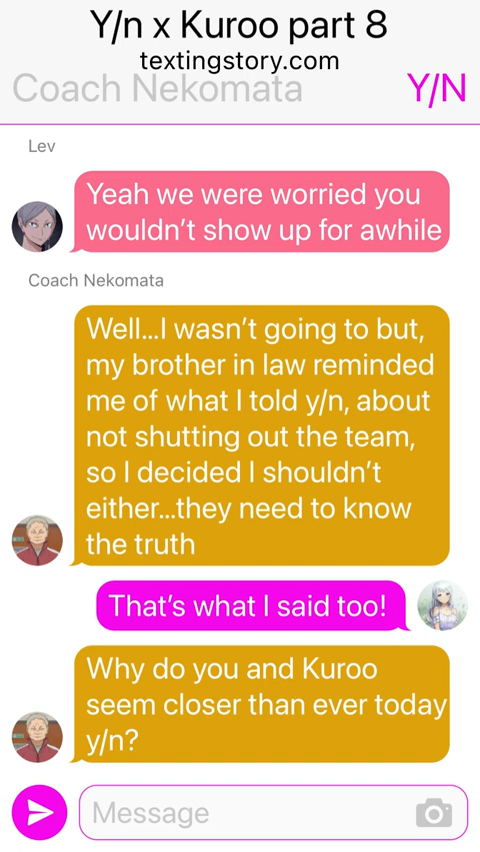 Y/n x Kuroo part 8
textingstory.com
Coach Nekomata Y/N
Lev
Yeah we were worried you
wouldn't show up for awhile
Coach Nekomata
Well...I wasn't going to but,
my brother in law reminded
me of what I told y/n, about
not shutting out the team,
so I decided I shouldn't
either...they need to know
the truth
That's what I said too!
Why do you and Kuroo
seem closer than ever today
y/n?
Message